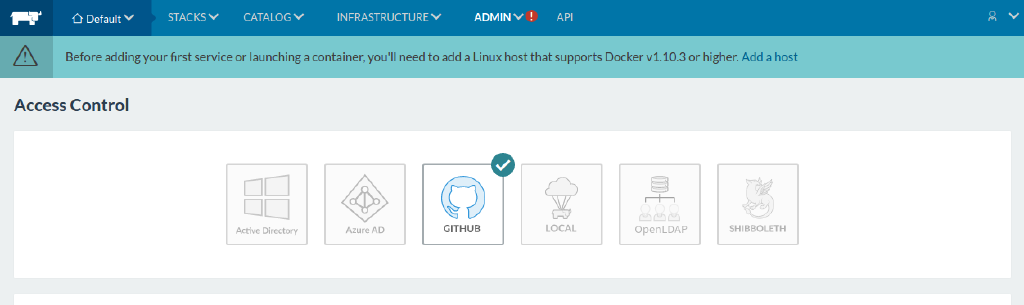 Default STACKS CATALOG INFRASTRUCTURE ADMIN ! API
Before adding your first service or launching a container, you'll need to add a Linux host that supports Docker v1.10.3 or higher. Add a host
Access Control
Active Directory Azure AD GITHUB LOCAL OpenLDAP SHIBBOLETH